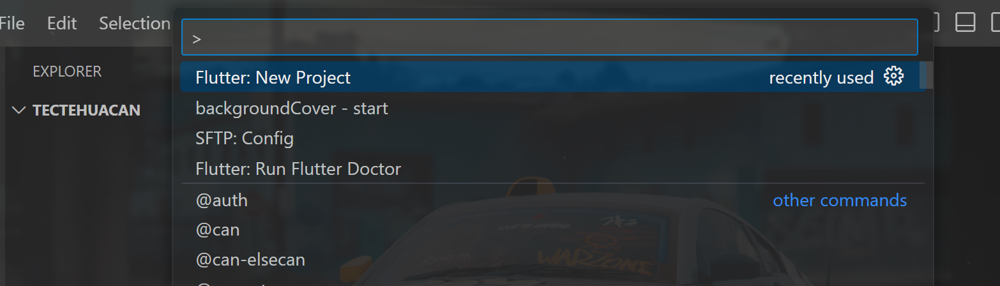 File Edit Selection
>
EXPLORER
TECTEHUACAN
Flutter: New Project recently used
backgroundCover - start
SFTP: Config
Flutter: Run Flutter Doctor
@auth other commands
@can
@can-elsecan
WARZONE